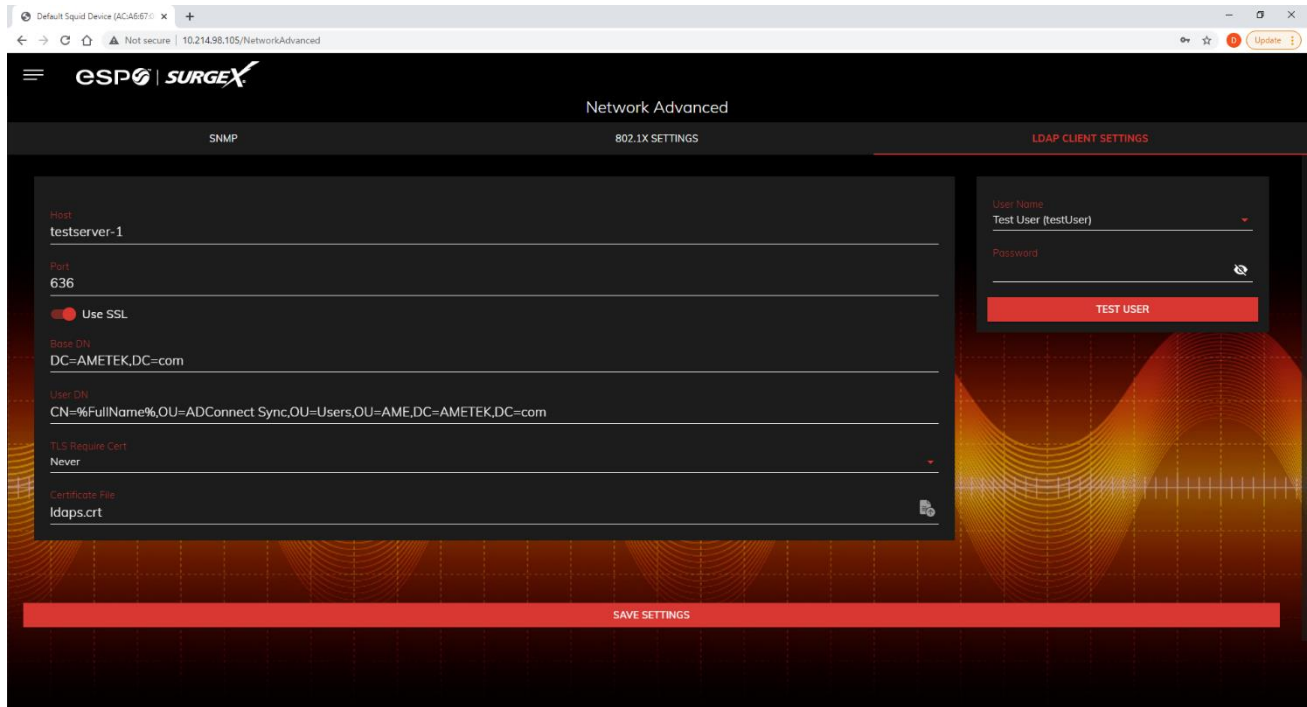 Default Squid Device (AC:A6:67:0
Not secure | 10.214.98.105/NetworkAdvanced
D
Update
esp | SURGEX
Network Advanced
SNMP
802.1X SETTINGS
LDAP CLIENT SETTINGS
Host
testserver-1
Port
636
Use SSL
Base DN
DC=AMETEK,DC=com
User DN
CN=%FullName%,OU=ADConnect Sync,OU=Users,OU=AME,DC=AMETEK,DC=com
TLS Require Cert
Never
Certificate File
ldaps.crt
User Name
Test User (testUser)
Password
TEST USER
SAVE SETTINGS